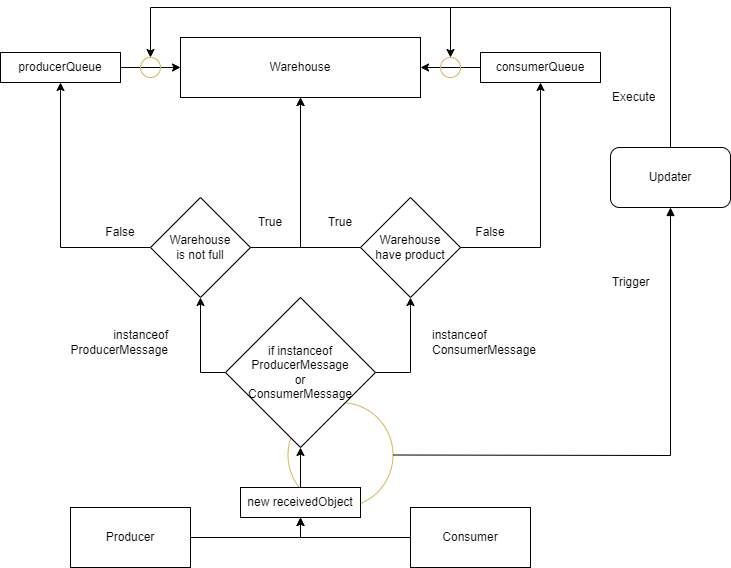 producerQueue
Warehouse
consumerQueue
Execute
Updater
False
True
True
False
Warehouse
is not full
Warehouse
have product
Trigger
instanceof
ProducerMessage
instanceof
ConsumerMessage
if instanceof
ProducerMessage
or
ConsumerMessage
new receivedObject
Producer
Consumer